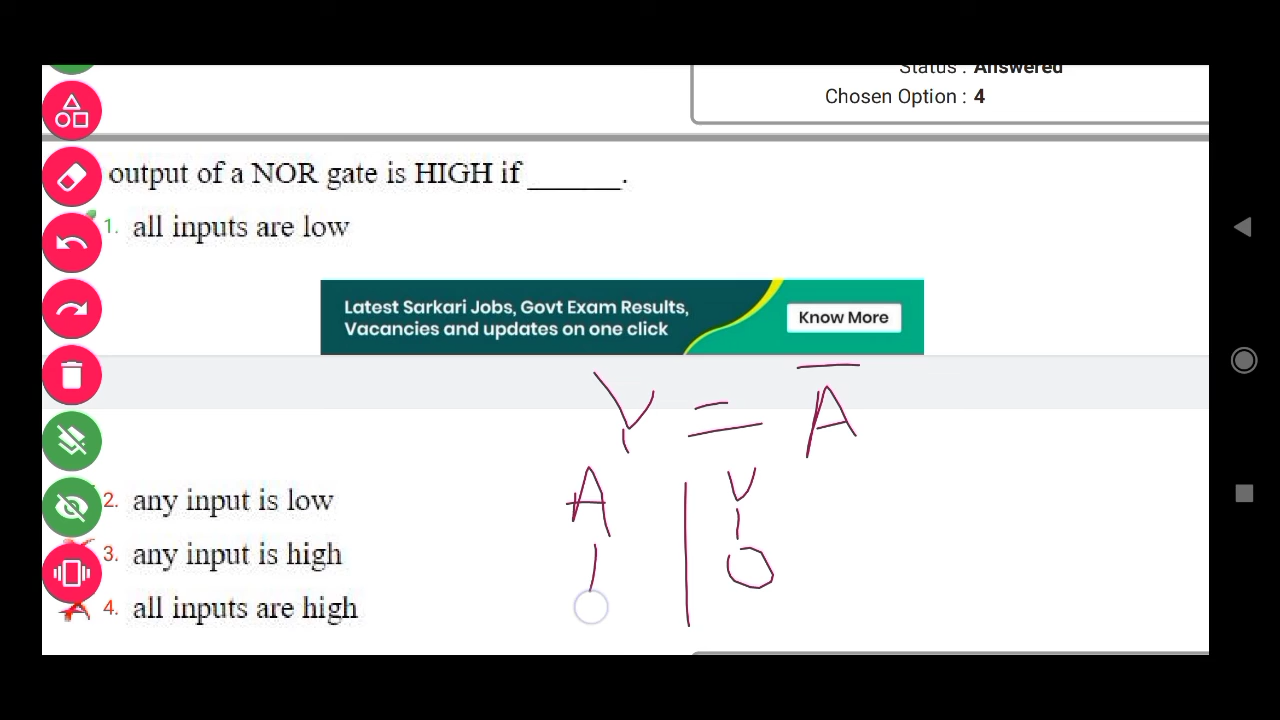 Status : Answered
Chosen Option : 4
output of a NOR gate is HIGH if ______.
1. all inputs are low
Latest Sarkari Jobs, Govt Exam Results,
Vacancies and updates on one click
Know More
Y = A̅
A | Y
1 | 0
2. any input is low
3. any input is high
4. all inputs are high